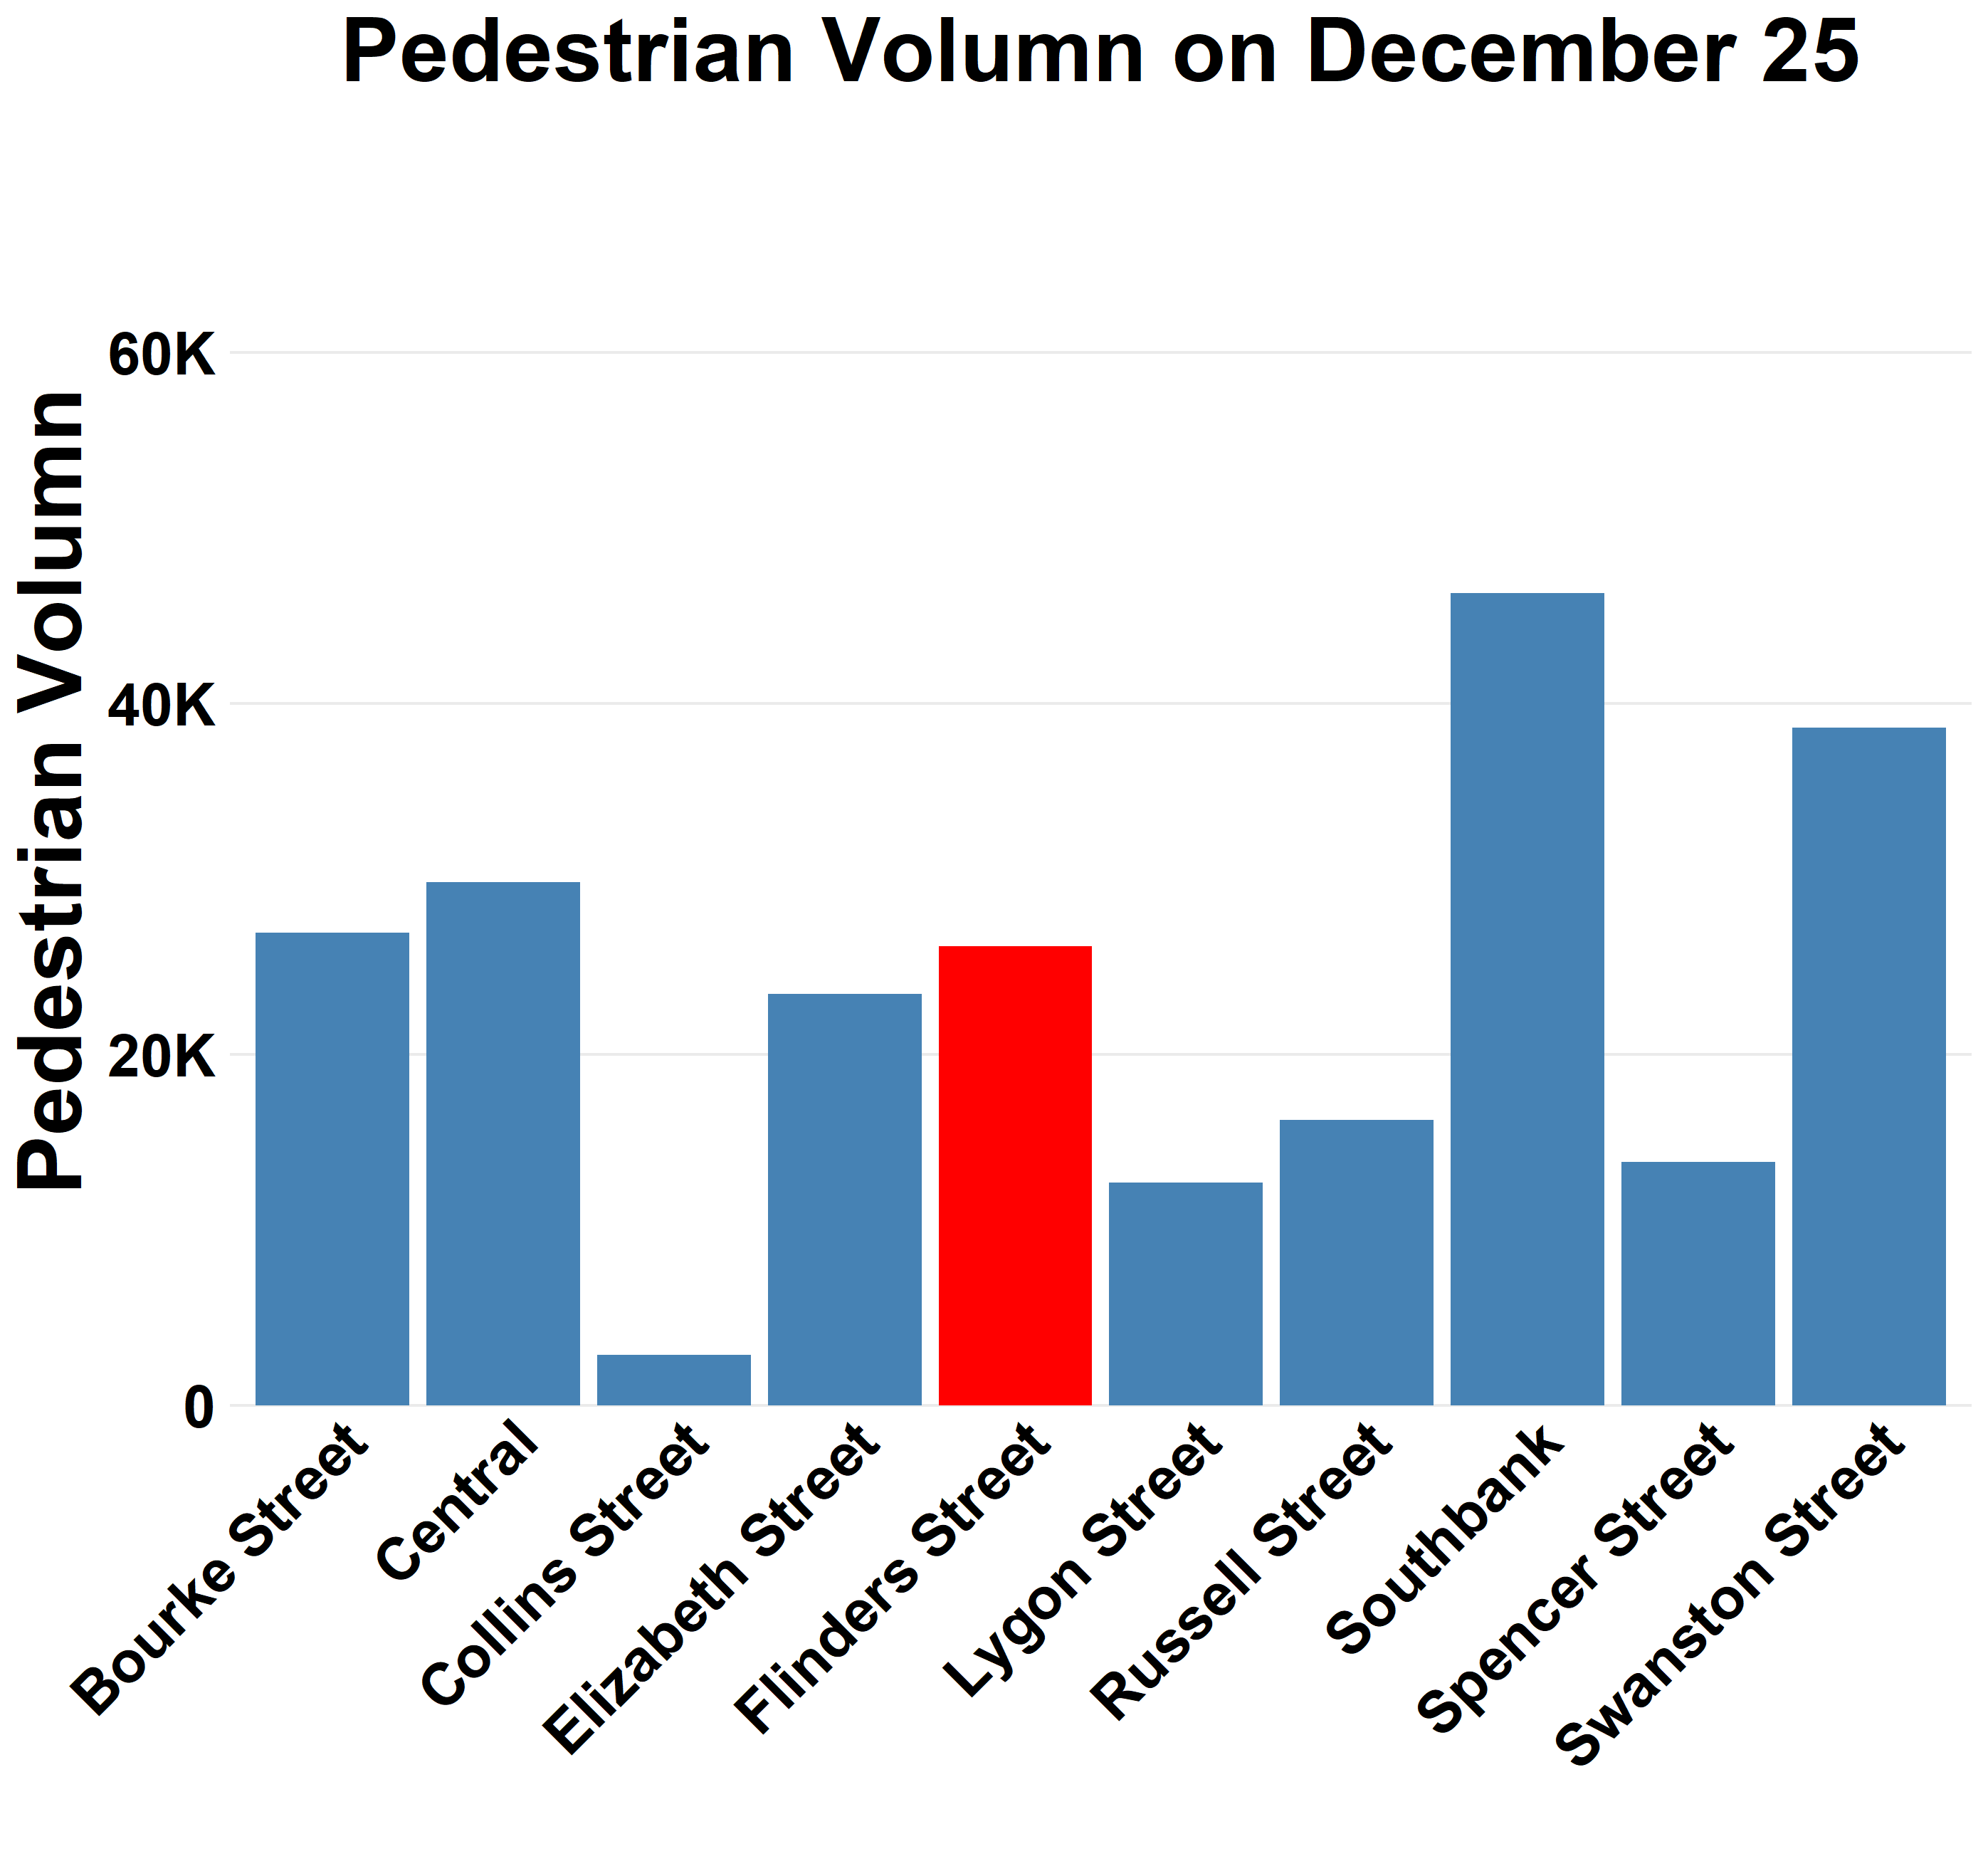 Pedestrian Volumn on December 25
Pedestrian Volumn
60K
40K
20K
0
Bourke Street
Central
Collins Street
Elizabeth Street
Flinders Street
Lygon Street
Russell Street
Southbank
Spencer Street
Swanston Street